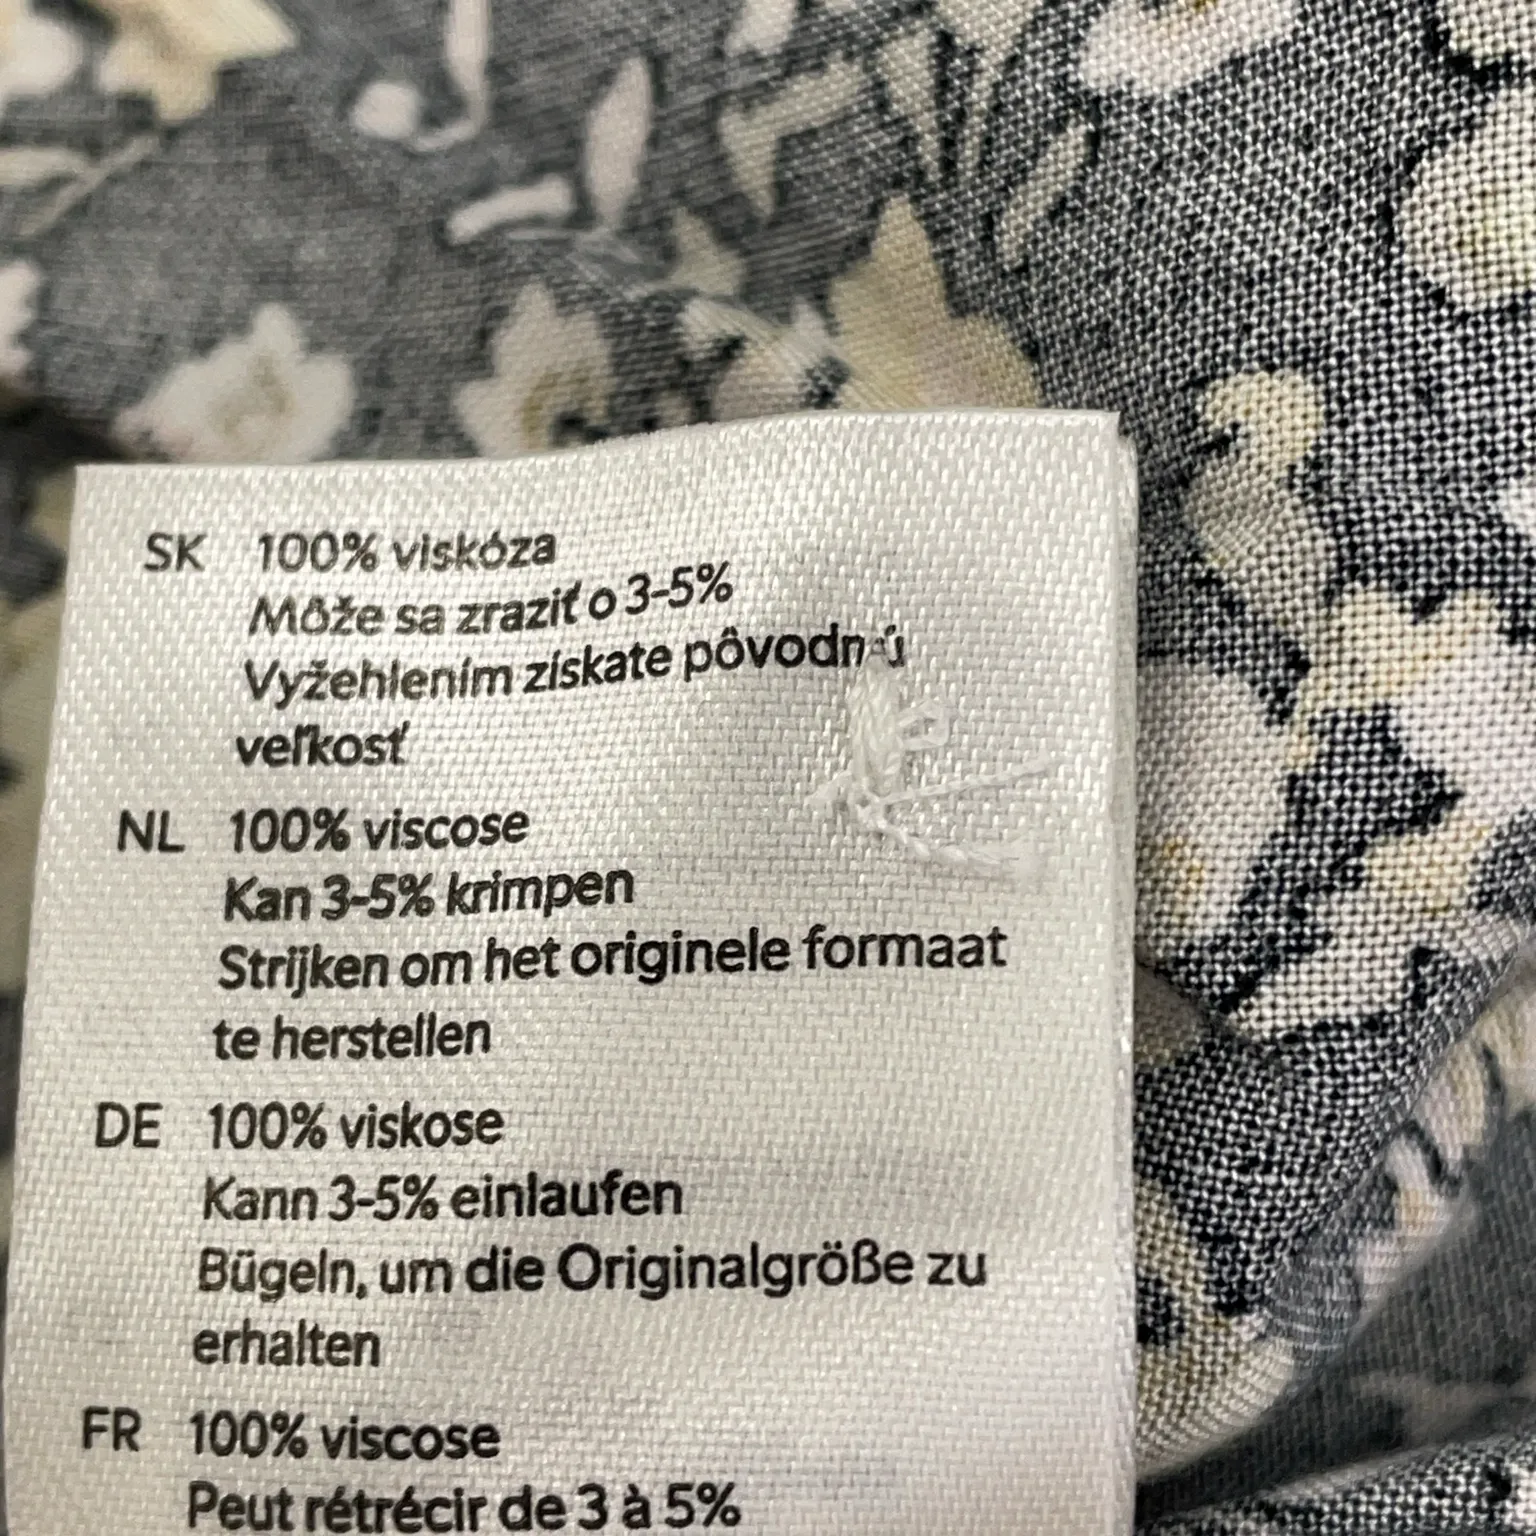 SK 100% viskóza
Môže sa zraziť o 3-5%
Vyžehlením získate pôvodnú
veľkosť
NL 100% viscose
Kan 3-5% krimpen
Strijken om het originele formaat
te herstellen
DE 100% viskose
Kann 3-5% einlaufen
Bügeln, um die Originalgröße zu
erhalten
FR 100% viscose
Peut rétrécir de 3 à 5%